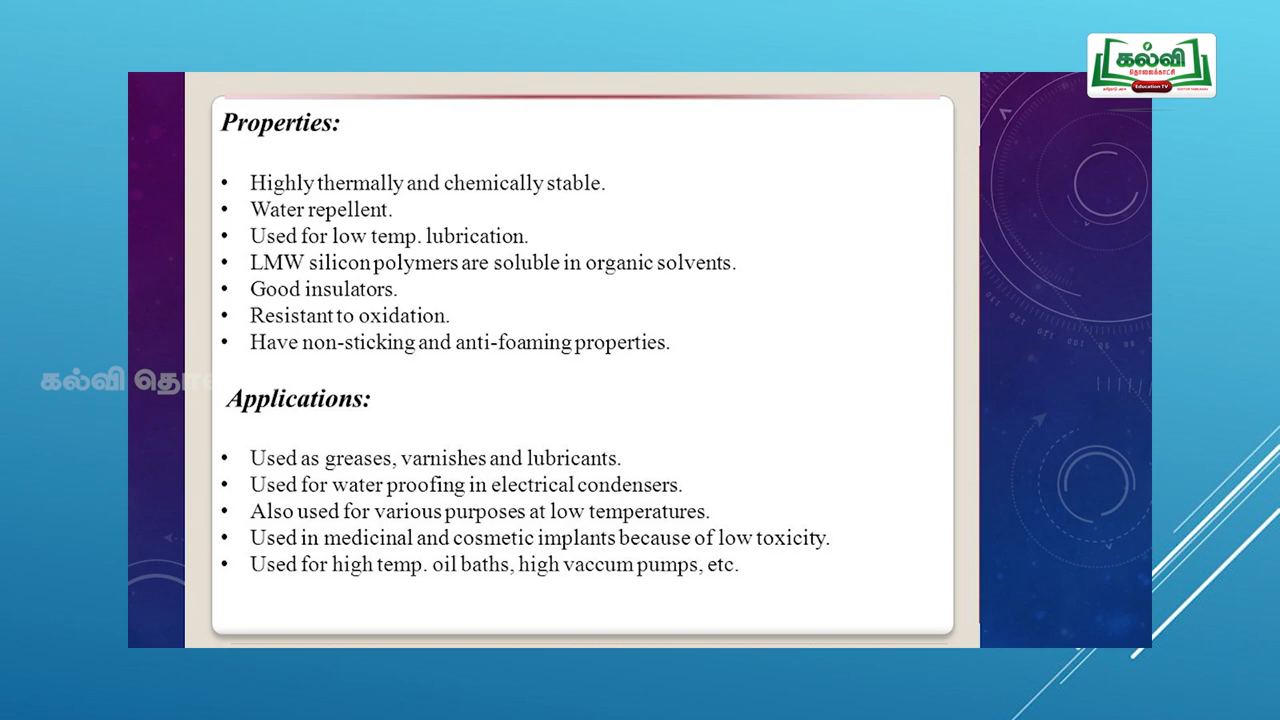 கல்வி
தொலைக்காட்சி
Education TV
Properties:
• Highly thermally and chemically stable.
• Water repellent.
• Used for low temp. lubrication.
• LMW silicon polymers are soluble in organic solvents.
• Good insulators.
• Resistant to oxidation.
• Have non-sticking and anti-foaming properties.
கல்வி
Applications:
• Used as greases, varnishes and lubricants.
• Used for water proofing in electrical condensers.
• Also used for various purposes at low temperatures.
• Used in medicinal and cosmetic implants because of low toxicity.
• Used for high temp. oil baths, high vaccum pumps, etc.